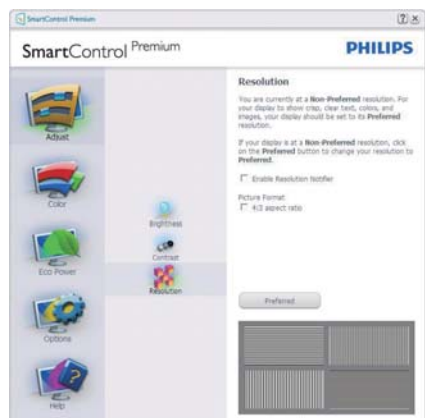 SmartControl Premium
SmartControl Premium
PHILIPS
Adjust
Color
Eco Power
Options
Help
Brightness
Contrast
Resolution
Resolution
You are currently at a Non-Preferred resolution. For
your display to show crisp, clear text, colors, and
images, your display should be set to its Preferred
resolution.
If your display is at a Non-Preferred resolution, click
on the Preferred button to change your resolution to
Preferred.
Enable Resolution Notifier
Picture Format
4:3 aspect ratio
Preferred